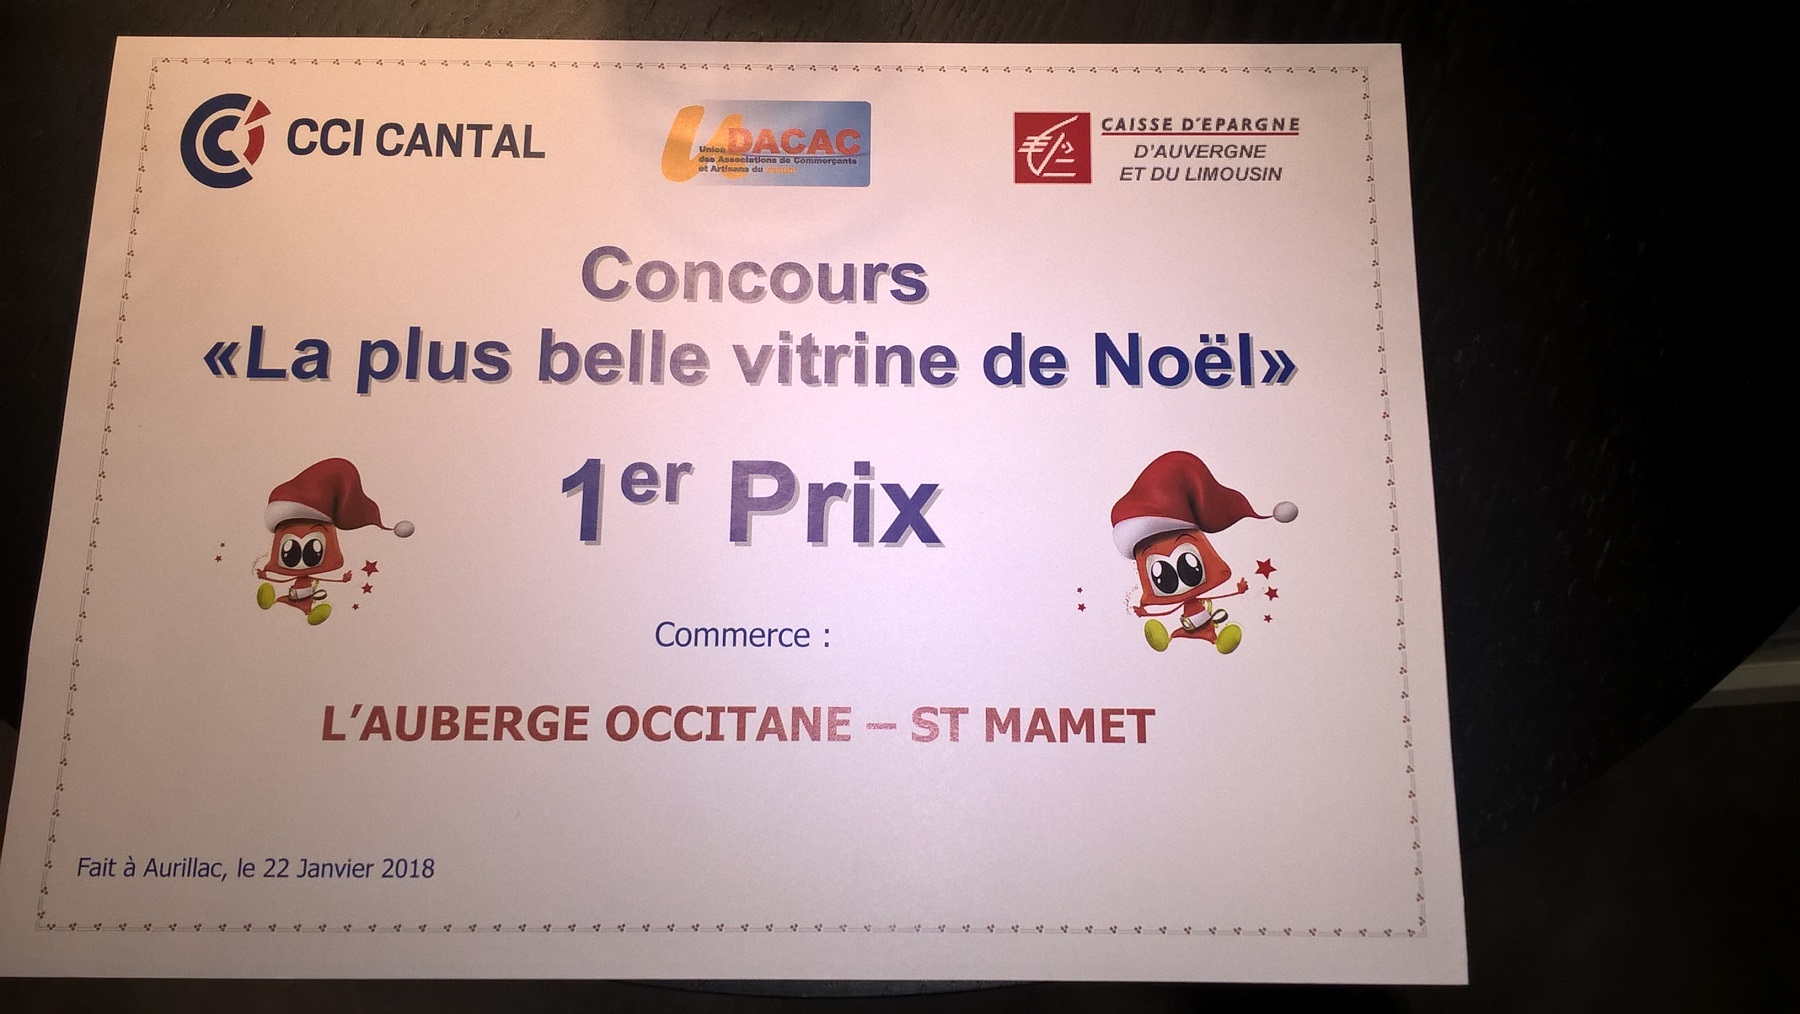 CCI CANTAL
UDACAC
Union
des Associations de Commerçants
et Artisans du
CAISSE D'EPARGNE
D'AUVERGNE
ET DU LIMOUSIN
Concours
«La plus belle vitrine de Noël»
1er Prix
Commerce :
L'AUBERGE OCCITANE – ST MAMET
Fait à Aurillac, le 22 Janvier 2018